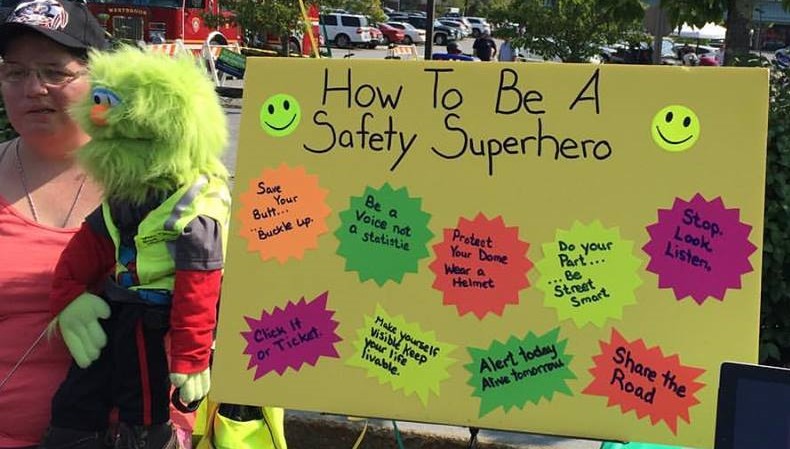 How To Be A
Safety Superhero
Save
Your
Butt...
..Buckle up.
Be a
Voice not
a statistie
Protect
Your Dome
Wear a
Helmet
Do your
Part...
...Be
Street
Smart
Stop.
Look.
Listen.
Click It
or Ticket.
Make yourself
Visible Keep
your life
livable.
Alert today
Alive tomorrow
Share the
Road